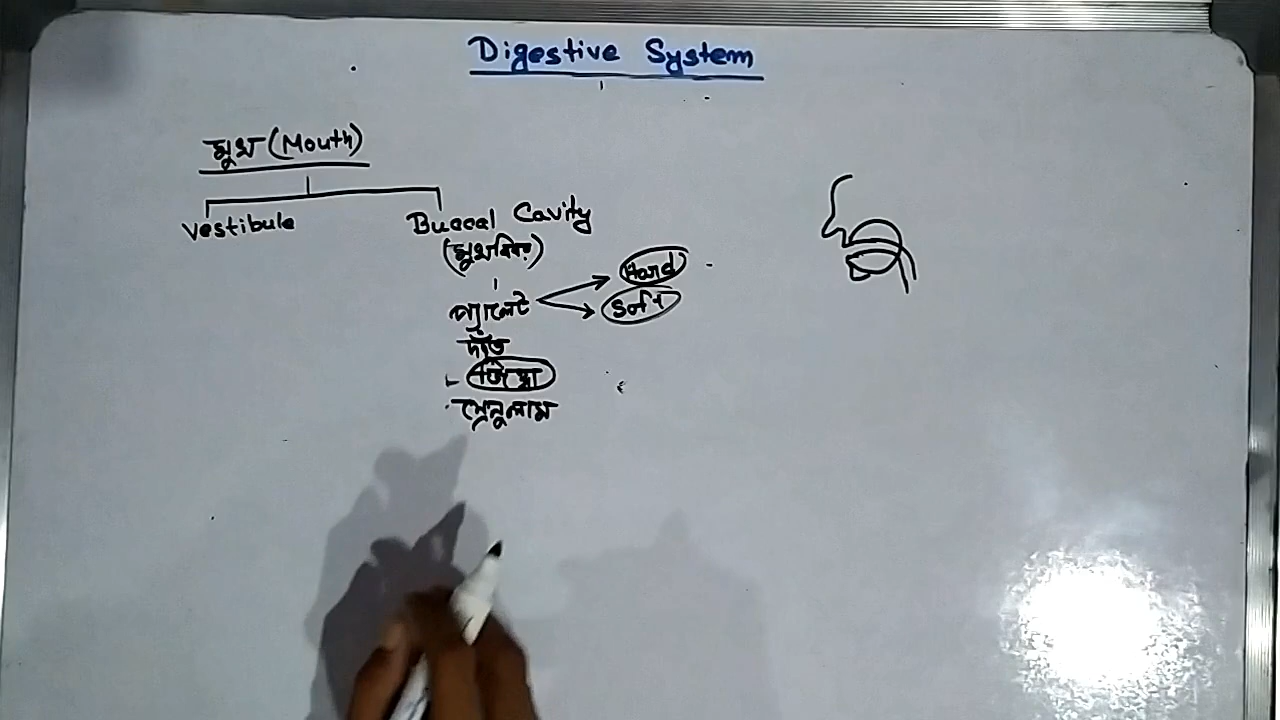 Digestive System
মুখ (Mouth)
Vestibule
Buccal Cavity
(মুখবিবর)
প্যালেট
Hard
Soft
দাঁত
জিহ্বা
ফ্রেনুলাম